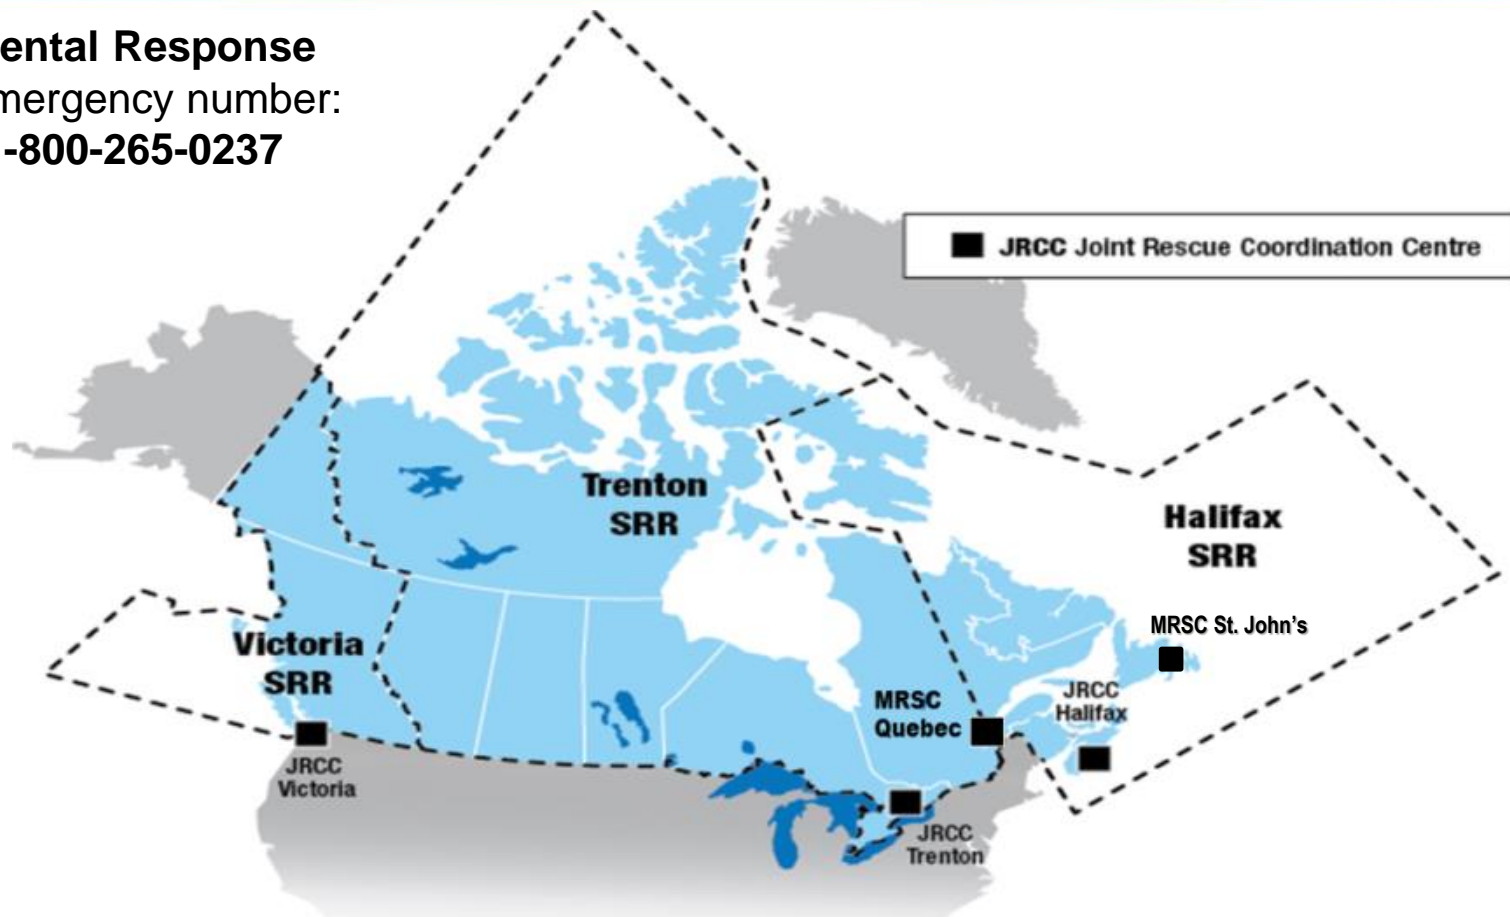 ental Response
mergency number:
-800-265-0237
JRCC Joint Rescue Coordination Centre
Trenton
SRR
Halifax
SRR
MRSC St. John's
Victoria
SRR
JRCC
Halifax
MRSC
Quebec
JRCC
Victoria
JRCC
Trenton